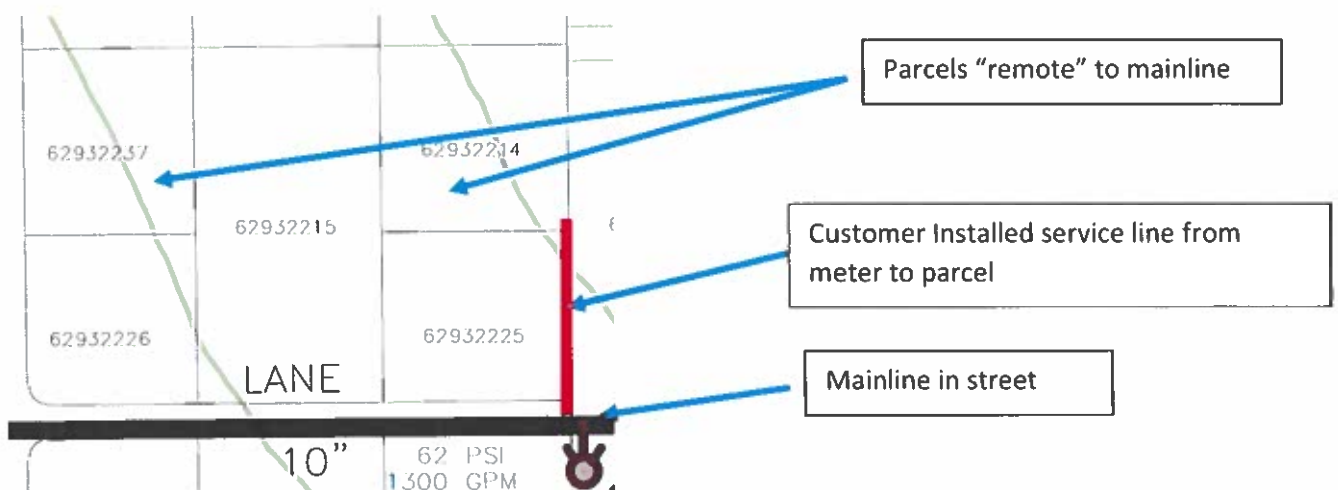 Parcels “remote” to mainline
62932237
62932214
62932215
Customer Installed service line from
meter to parcel
62932226
62932225
LANE
Mainline in street
10”
62 PSI
1300 GPM